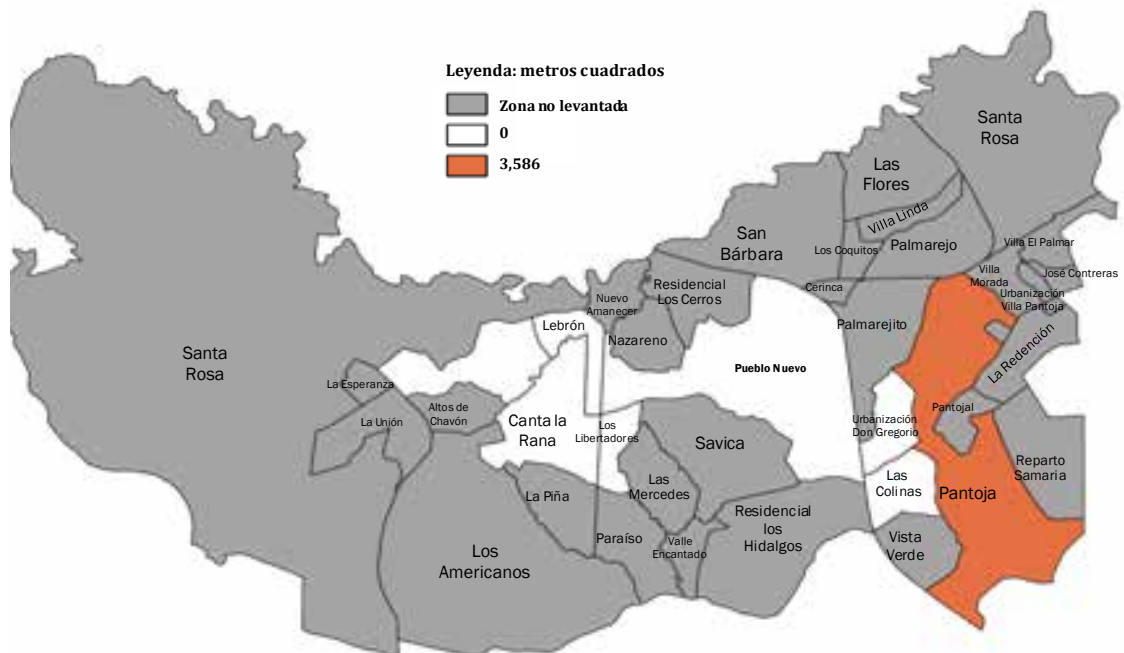 Leyenda: metros cuadrados
Zona no levantada
0
3,586
Santa
Rosa
Las
Flores
Villa Linda
San
Bárbara
Los Coquitos
Palmarejo
Villa El Palmar
José Contreras
Villa
Morada
Urbanización
Villa Pantoja
Cerinca
Residencial
Los Cerros
Nuevo
Amanecer
Lebrón
Nazareno
Palmarejito
La Redención
Santa
Rosa
Pueblo Nuevo
La Esperanza
La Unión
Altos de
Chavón
Canta la
Rana
Los
Libertadores
Savica
Urbanización
Don Gregorio
Pantojal
Reparto
Samaria
Las
Colinas
Pantoja
La Piña
Las
Mercedes
Residencial
los
Hidalgos
Paraíso
Valle
Encantado
Vista
Verde
Los
Americanos